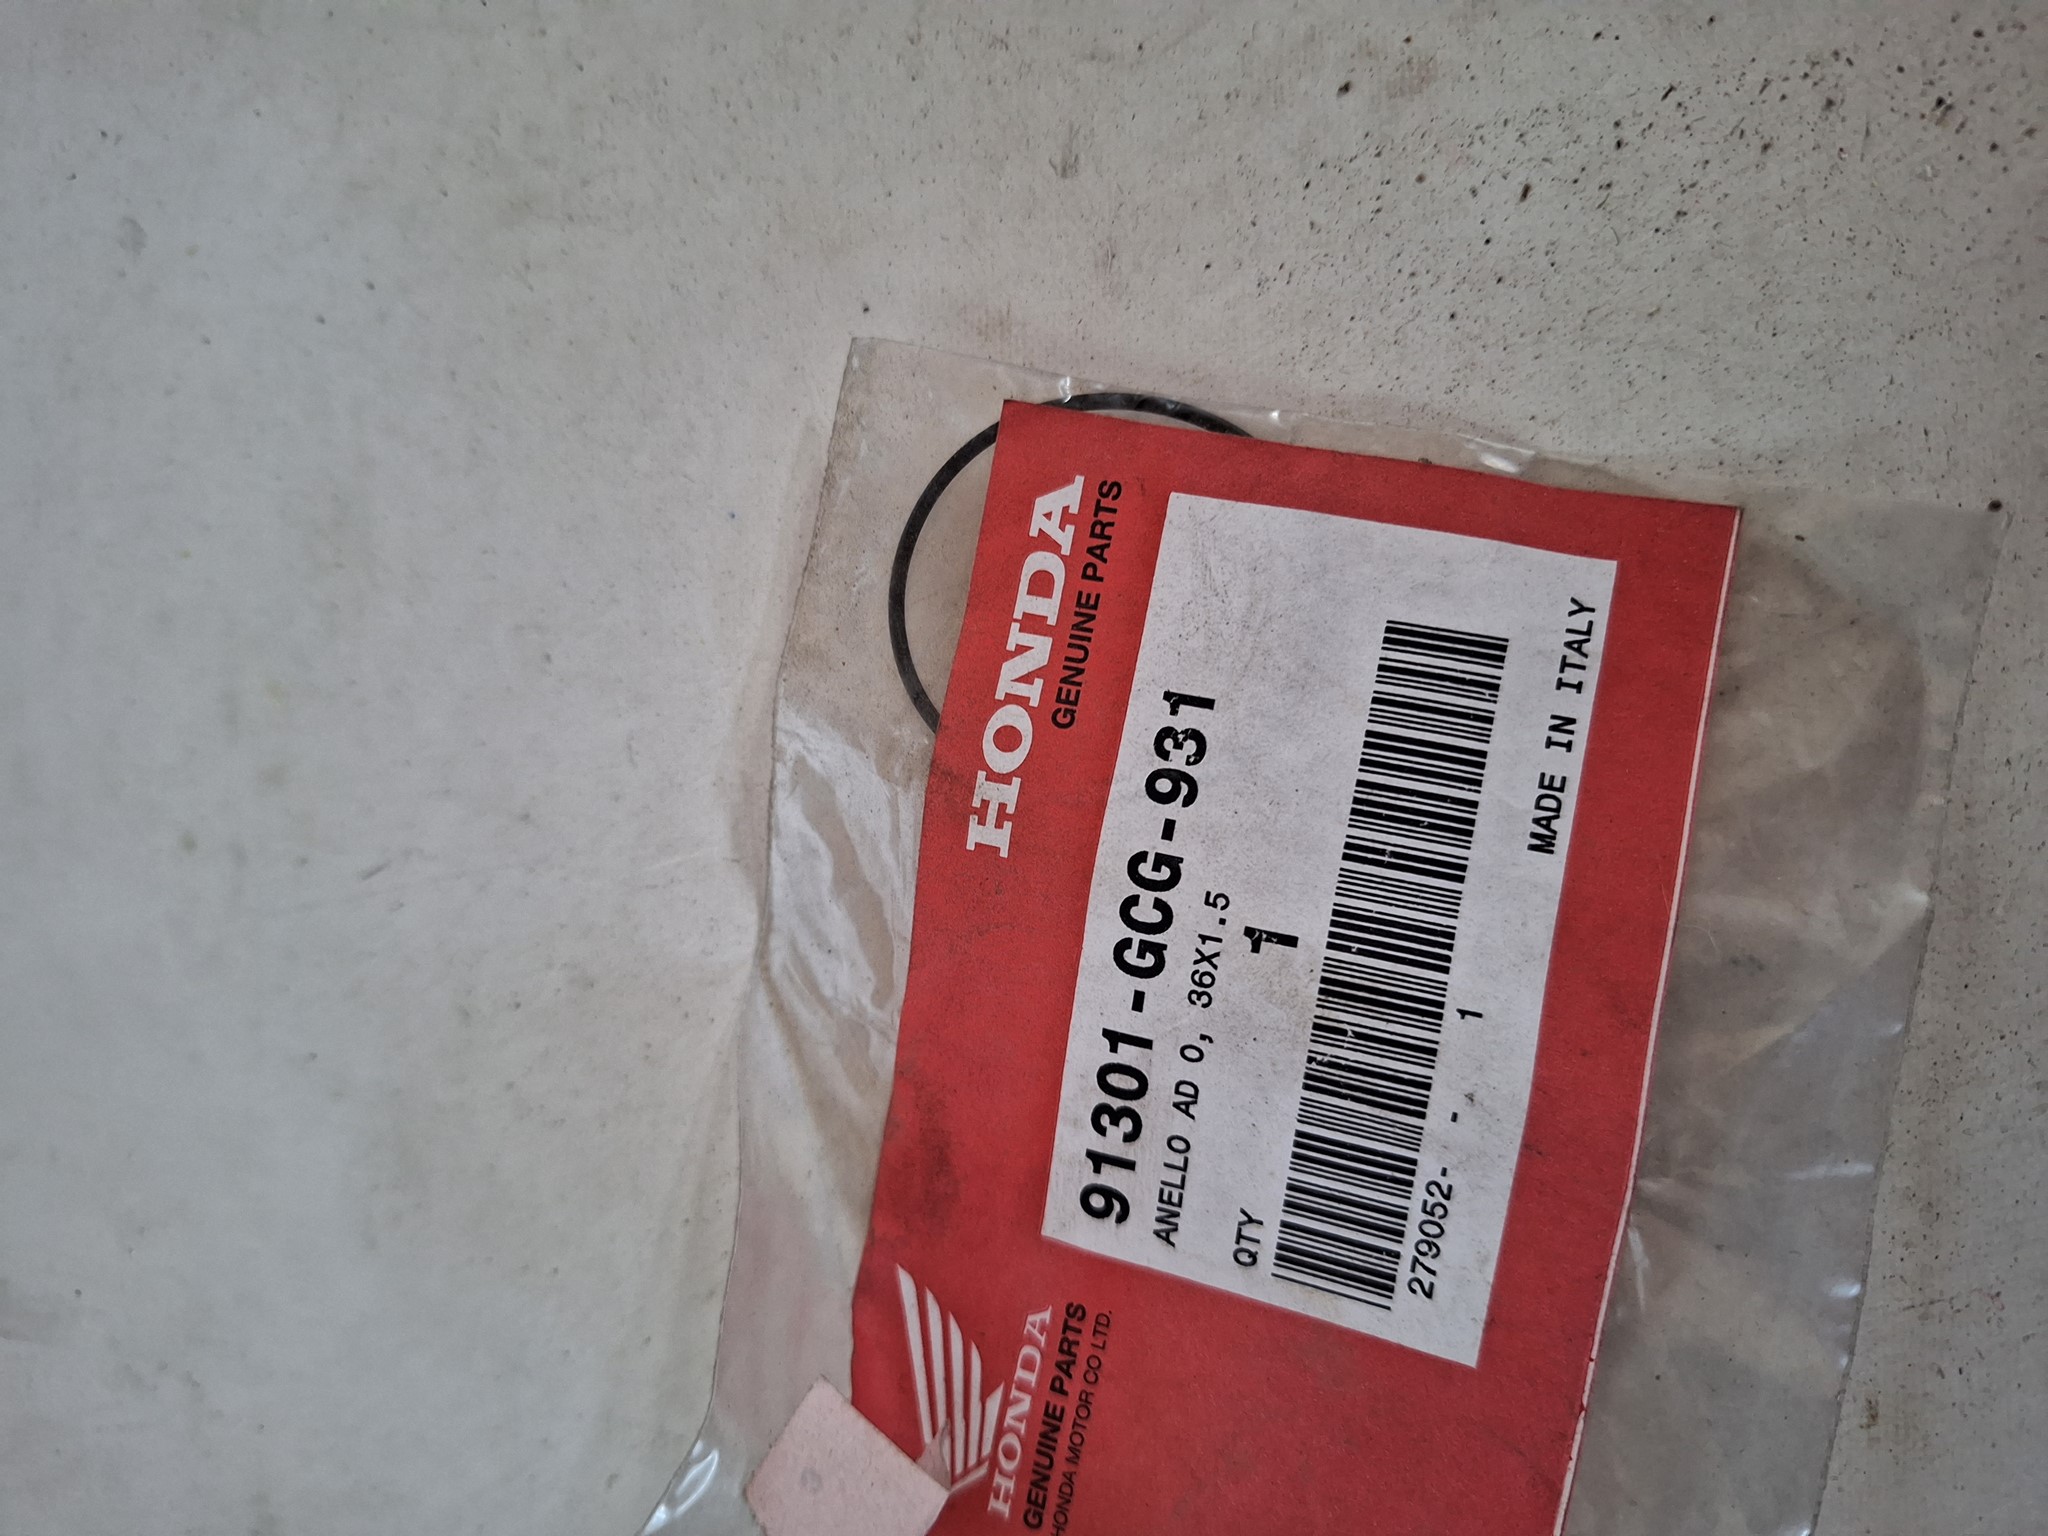 HONDA
GENUINE PARTS
91301-GCG-931
ANELLO AD O, 36X1.5
QTY 1
279052- - 1
MADE IN ITALY
HONDA
GENUINE PARTS
HONDA MOTOR CO LTD.